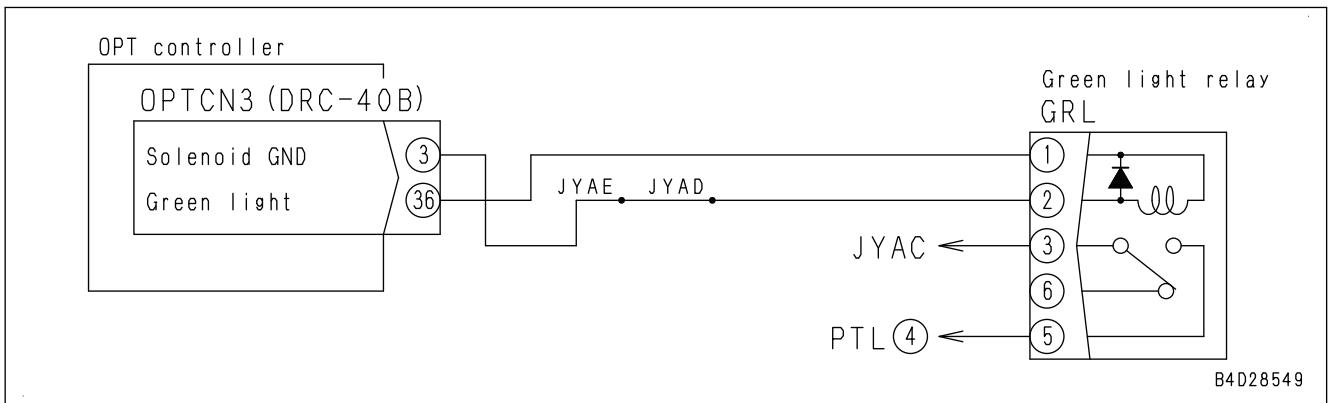 OPT controller
OPTCN3 (DRC-40B)
Solenoid GND 3
Green light 36
JYAE JYAD
Green light relay
GRL
1
2
JYAC 3
6
PTL 4 5
B4D28549